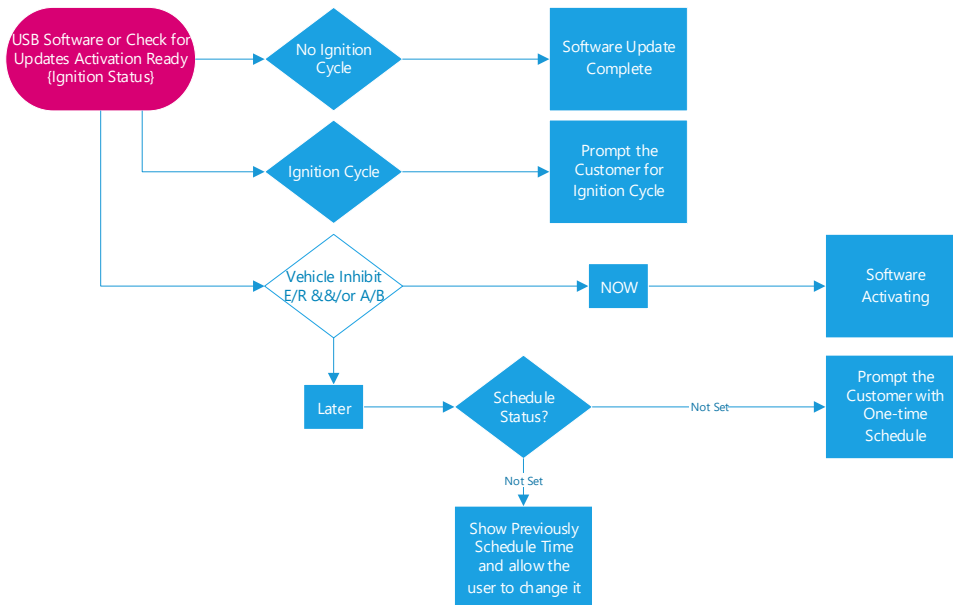 USB Software or Check for
Updates Activation Ready
{Ignition Status}
No Ignition
Cycle
Software Update
Complete
Ignition Cycle
Prompt the
Customer for
Ignition Cycle
Vehicle Inhibit
E/R &&/or A/B
NOW
Software
Activating
Later
Schedule
Status?
Not Set
Prompt the
Customer with
One-time
Schedule
Not Set
Show Previously
Schedule Time
and allow the
user to change it